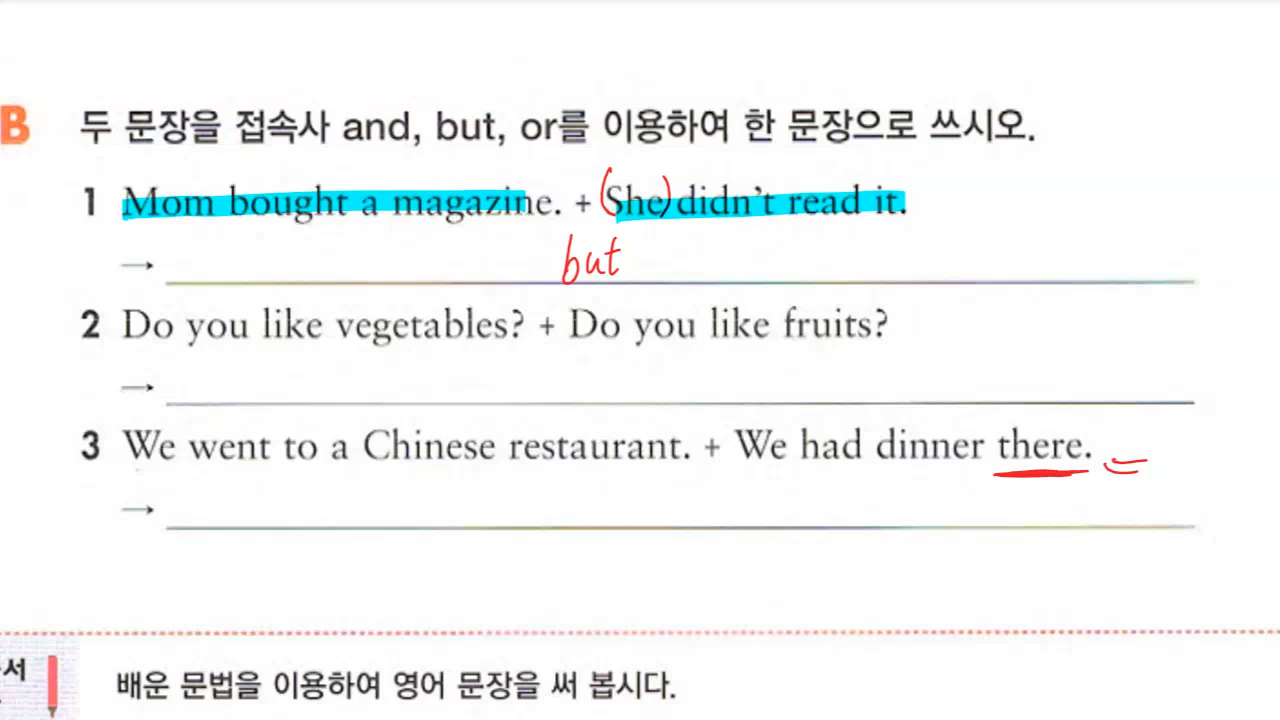 B 두 문장을 접속사 and, but, or를 이용하여 한 문장으로 쓰시오.
1 Mom bought a magazine. + (She) didn't read it.
→ but
2 Do you like vegetables? + Do you like fruits?
→
3 We went to a Chinese restaurant. + We had dinner there. =
→
서
배운 문법을 이용하여 영어 문장을 써 봅시다.